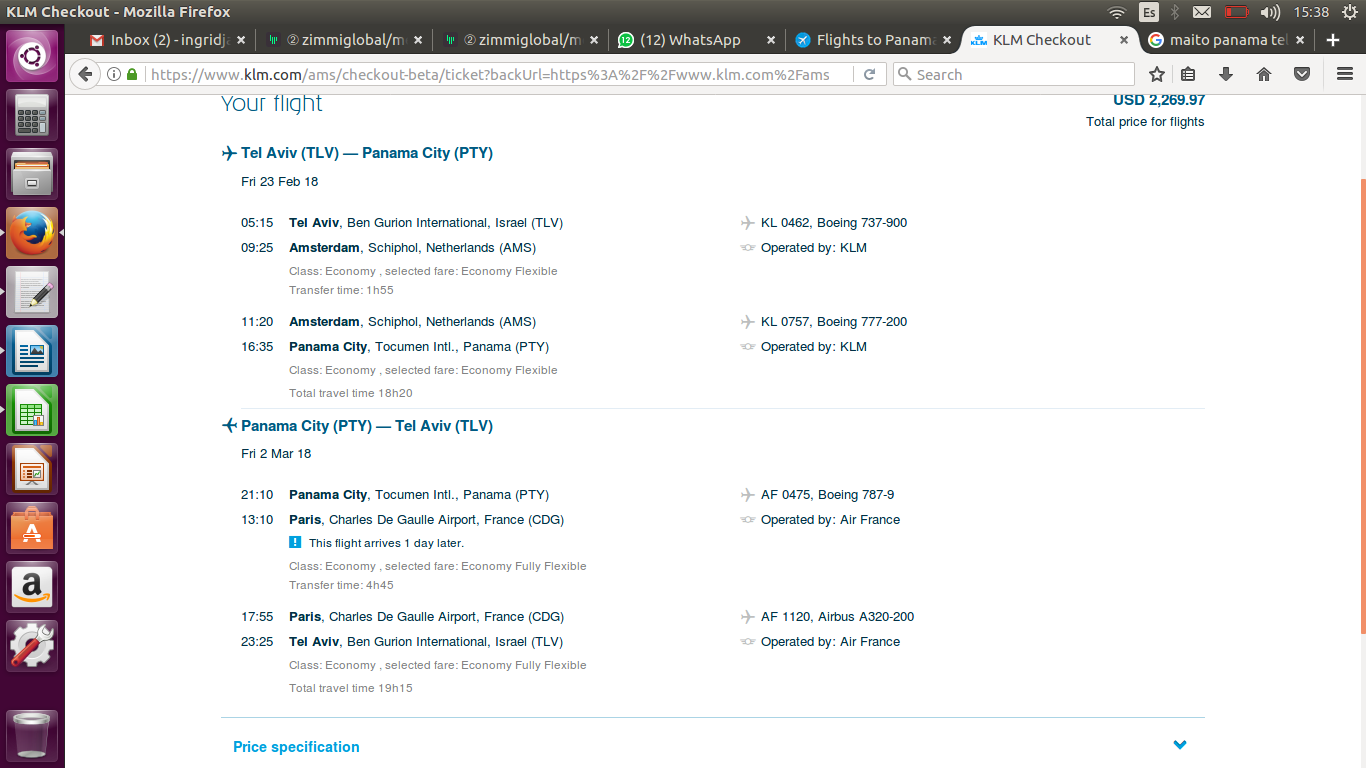 KLM Checkout - Mozilla Firefox
Es
15:38
Inbox (2) - ingridja
② zimmiglobal/m
② zimmiglobal/m
(12) WhatsApp
Flights to Panama
KLM Checkout
maito panama tel
https://www.klm.com/ams/checkout-beta/ticket?backUrl=https%3A%2F%2Fwww.klm.com%2Fams
Search
Your flight
USD 2,269.97
Total price for flights
Tel Aviv (TLV) — Panama City (PTY)
Fri 23 Feb 18
05:15 Tel Aviv, Ben Gurion International, Israel (TLV) KL 0462, Boeing 737-900
09:25 Amsterdam, Schiphol, Netherlands (AMS) Operated by: KLM
Class: Economy , selected fare: Economy Flexible
Transfer time: 1h55
11:20 Amsterdam, Schiphol, Netherlands (AMS) KL 0757, Boeing 777-200
16:35 Panama City, Tocumen Intl., Panama (PTY) Operated by: KLM
Class: Economy , selected fare: Economy Flexible
Total travel time 18h20
Panama City (PTY) — Tel Aviv (TLV)
Fri 2 Mar 18
21:10 Panama City, Tocumen Intl., Panama (PTY) AF 0475, Boeing 787-9
13:10 Paris, Charles De Gaulle Airport, France (CDG) Operated by: Air France
This flight arrives 1 day later.
Class: Economy , selected fare: Economy Fully Flexible
Transfer time: 4h45
17:55 Paris, Charles De Gaulle Airport, France (CDG) AF 1120, Airbus A320-200
23:25 Tel Aviv, Ben Gurion International, Israel (TLV) Operated by: Air France
Class: Economy , selected fare: Economy Fully Flexible
Total travel time 19h15
Price specification